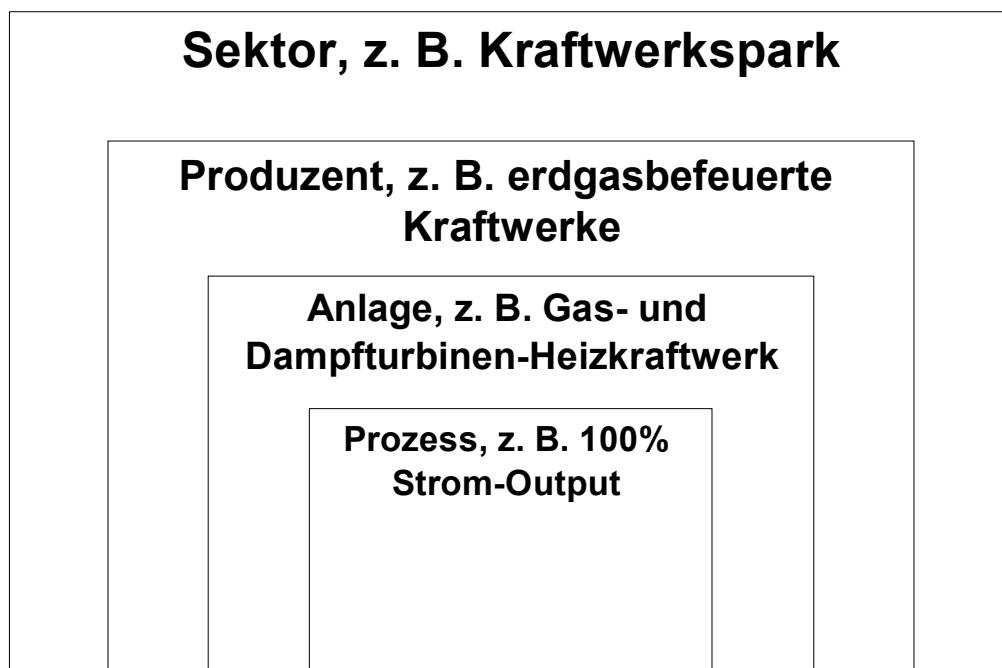 Sektor, z. B. Kraftwerkspark
Produzent, z. B. erdgasbefeuerte
Kraftwerke
Anlage, z. B. Gas- und
Dampfturbinen-Heizkraftwerk
Prozess, z. B. 100%
Strom-Output